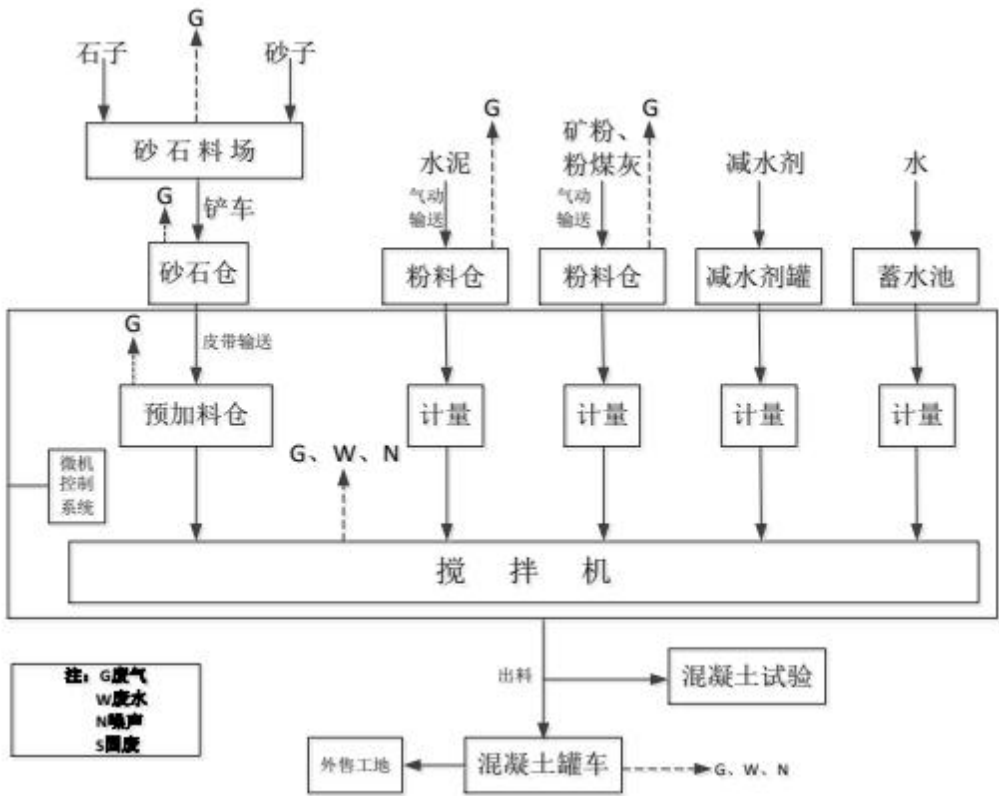 G
石子
砂子
砂石料场
G
铲车
砂石仓
水泥
气动
输送
G
粉料仓
矿粉、
粉煤灰
气动
输送
G
粉料仓
减水剂
减水剂罐
水
蓄水池
G
皮带输送
预加料仓
计量
计量
计量
计量
G、W、N
微机
控制
系统
搅拌机
出料
混凝土试验
混凝土罐车
外售工地
G、W、N
注：G废气
W废水
N噪声
S固废